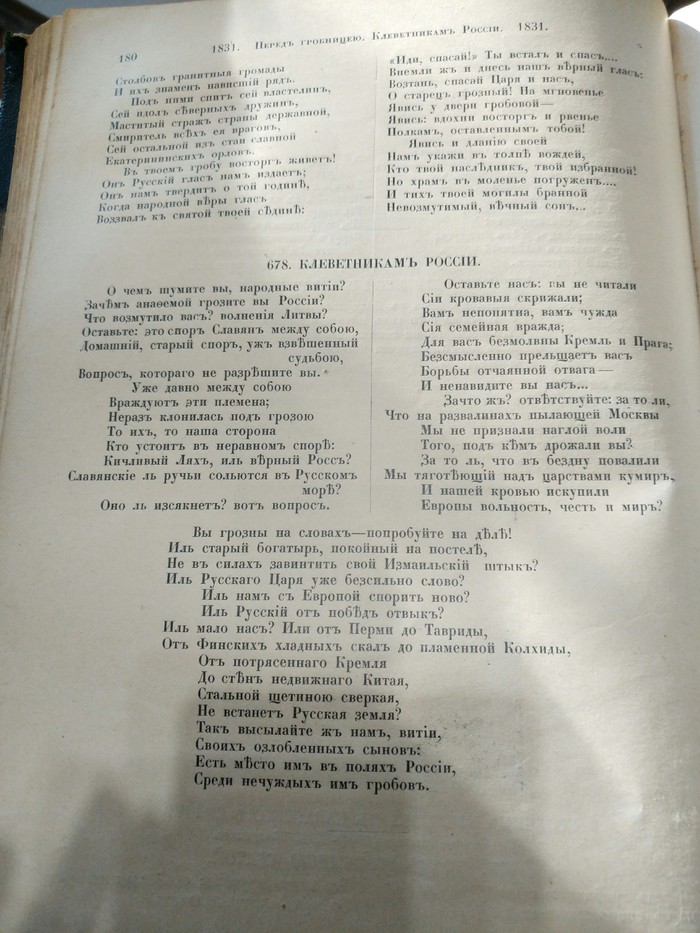 180
1831. Передъ гробницею. Клеветникамъ Россіи. 1831.
Столбовъ гранитныя громады
И ихъ знаменъ нависшій рядъ.
Подъ ними спитъ сей властелинъ,
Сей идолъ сѣверныхъ дружинъ,
Маститый стражъ страны державной,
Смиритель всѣхъ ея враговъ,
Сей остальной изъ стаи славной
Екатерининскихъ орловъ.
Въ твоемъ гробу восторгъ живетъ!
Онъ Русскій гласъ намъ издаетъ;
Онъ намъ твердитъ о той годинѣ,
Когда народной вѣры гласъ
Воззвалъ къ святой твоей сѣдинѣ:
«Иди, спасай!» Ты всталъ и спасъ....
Внемли жъ и днесь нашъ вѣрный гласъ:
Возтань, спасай Царя и насъ,
О старецъ грозный! На мгновенье
Явись у двери гробовой—
Явись: вдохни восторгъ и рвенье
Полкамъ, оставленнымъ тобой!
Явись и дланію своей
Намъ укажи въ толпѣ вождей,
Кто твой наслѣдникъ, твой избранной!
Но храмъ въ моленье погруженъ....
И тихъ твоей могилы бранной
Невозмутимый, вѣчный сонъ...
678. КЛЕВЕТНИКАМЪ РОССІИ.
О чемъ шумите вы, народные витіи?
Зачѣмъ анаѳемой грозите вы Россіи?
Что возмутило васъ? волненія Литвы?
Оставьте: это споръ Славянъ между собою,
Домашній, старый споръ, ужъ взвѣшенный
судьбою,
Вопросъ, котораго не разрѣшите вы.
Уже давно между собою
Враждуютъ эти племена;
Неразъ клонилась подъ грозою
То ихъ, то наша сторона
Кто устоитъ въ неравномъ спорѣ:
Кичливый Ляхъ, иль вѣрный Россъ?
Славянскіе ль ручьи сольются въ Русскомъ
морѣ?
Оно ль изсякнетъ? вотъ вопросъ.
Оставьте насъ: вы не читали
Сіи кровавыя скрижали;
Вамъ непонятна, вамъ чужда
Сія семейная вражда;
Для васъ безмолвны Кремль и Прага;
Безсмысленно прельщаетъ васъ
Борьбы отчаянной отвага—
И ненавидите вы насъ...
Зачто жъ? отвѣтствуйте: за то ли,
Что на развалинахъ пылающей Москвы
Мы не признали наглой воли
Того, подъ кѣмъ дрожали вы?
За то ль, что въ бездну повалили
Мы тяготѣющій надъ царствами кумиръ,
И нашей кровью искупили
Европы вольность, честь и миръ?
Вы грозны на словахъ—попробуйте на дѣлѣ!
Иль старый богатырь, покойный на постелѣ,
Не въ силахъ завинтить свой Измаильскій штыкъ?
Иль Русскаго Царя уже безсильно слово?
Иль намъ съ Европой спорить ново?
Иль Русскій отъ побѣдъ отвыкъ?
Иль мало насъ? Или отъ Перми до Тавриды,
Отъ Финскихъ хладныхъ скалъ до пламенной Колхиды,
Отъ потрясеннаго Кремля
До стѣнъ недвижнаго Китая,
Стальной щетиною сверкая,
Не встанетъ Русская земля?
Такъ высылайте жъ намъ, витіи,
Своихъ озлобленныхъ сыновъ:
Есть мѣсто имъ въ поляхъ Россіи,
Среди нечуждыхъ имъ гробовъ.